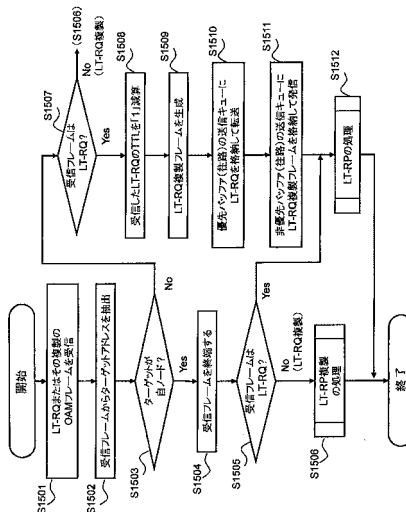 開始
S1501
LT-RQまたはその複製の
OAMフレームを受信
S1502
受信フレームからターゲットアドレスを抽出
S1503
ターゲットが
自ノード?
No
Yes
S1504
受信フレームを終端する
S1505
受信フレームは
LT-RQ?
Yes
No
(LT-RQ複製)
S1506
LT-RP複製
の処理
終了
S1507
受信フレームは
LT-RQ?
No
(S1506)
(LT-RQ複製)
Yes
S1508
受信したLT-RQのTTLを「1」減算
S1509
LT-RQ複製フレームを生成
S1510
優先バッファ(往路)の送信キューに
LT-RQを格納して転送
S1511
非優先バッファ(往路)の送信キューに
LT-RQ複製フレームを格納して発信
S1512
LT-RPの処理